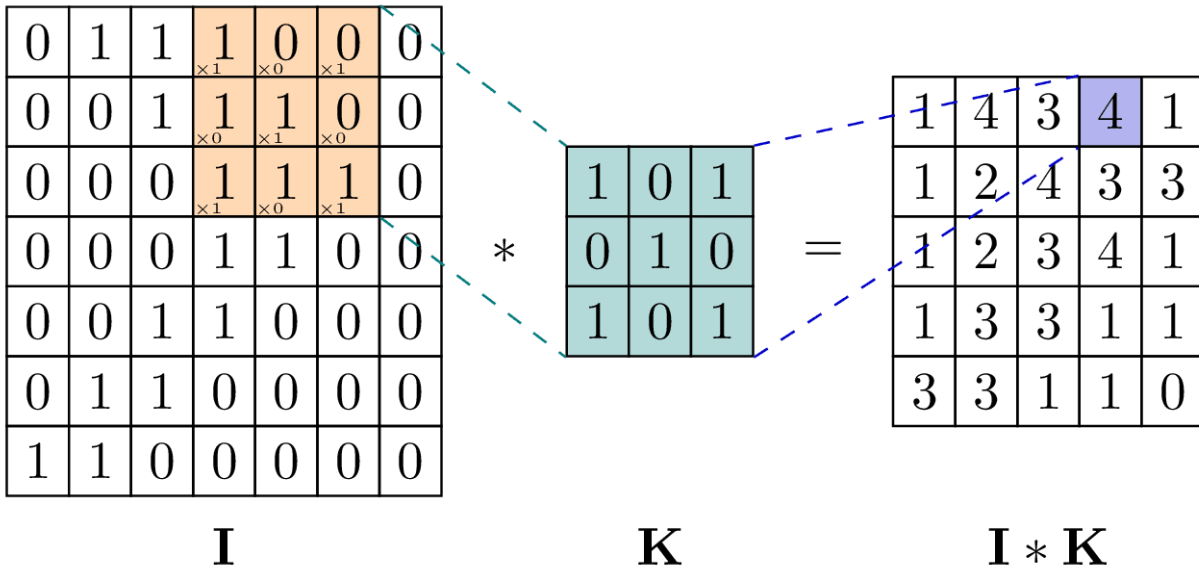 0 1 1 1 0 0 0
×1 ×0 ×1
0 0 1 1 1 0 0
×0 ×1 ×0
0 0 0 1 1 1 0
×1 ×0 ×1
0 0 0 1 1 0 0
0 0 1 1 0 0 0
0 1 1 0 0 0 0
1 1 0 0 0 0 0
I
*
1 0 1
0 1 0
1 0 1
K
=
1 4 3 4 1
1 2 4 3 3
1 2 3 4 1
1 3 3 1 1
3 3 1 1 0
I * K